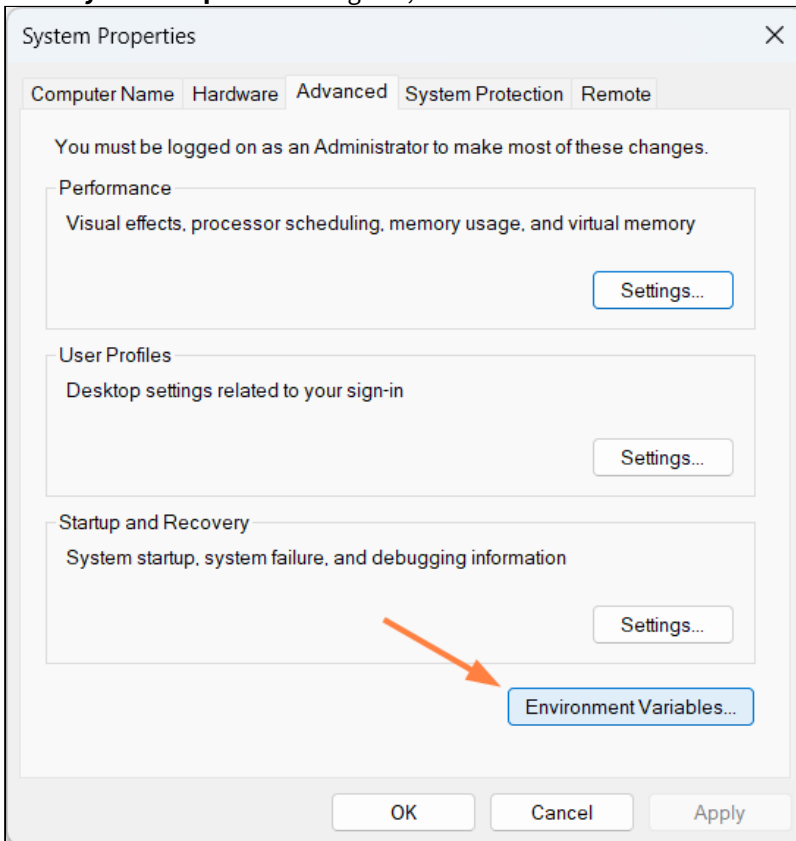 System Properties
Computer Name Hardware Advanced System Protection Remote
You must be logged on as an Administrator to make most of these changes.
Performance
Visual effects, processor scheduling, memory usage, and virtual memory
Settings...
User Profiles
Desktop settings related to your sign-in
Settings...
Startup and Recovery
System startup, system failure, and debugging information
Settings...
Environment Variables...
OK Cancel Apply